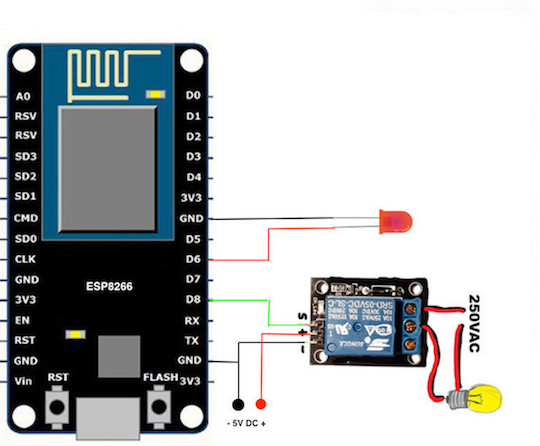 A0 D0
RSV D1
RSV D2
SD3 D3
SD2 D4
SD1 3V3
CMD GND
SD0 D5
CLK D6
GND D7
3V3 D8
EN RX
RST TX
GND GND
Vin 3V3
ESP8266
RST FLASH
- 5V DC +
S + -
SRD-05VDC-SL-C
SONGLE
250VAC